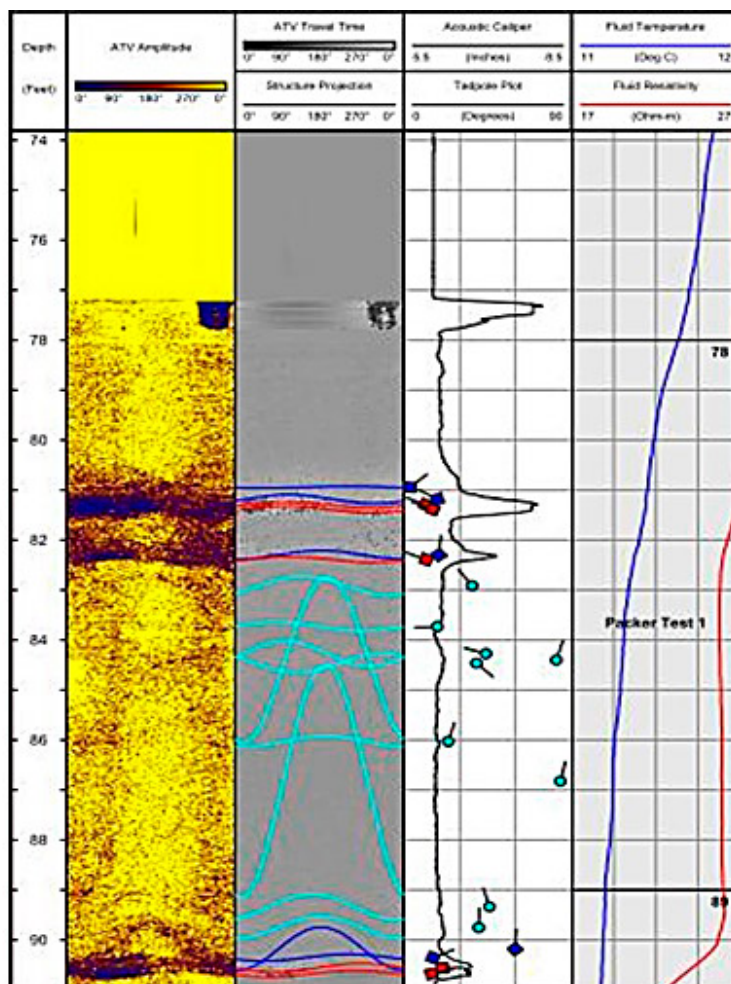 Depth
(Feet)
ATV Amplitude
0° 90° 180° 270° 0°
ATV Travel Time
0° 90° 180° 270° 0°
Structure Projection
0° 90° 180° 270° 0°
Acoustic Caliper
5.5 (Inches) 8.5
Tadpole Plot
0 (Degrees) 90
Fluid Temperature
11 (Deg C) 12
Fluid Resistivity
17 (Ohm-m) 27
74
76
78
78
80
82
84
Packer Test 1
86
88
89
90